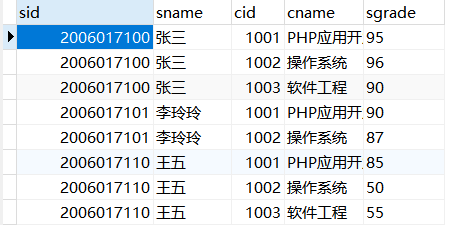 sid sname cid cname sgrade
2006017100 张三 1001 PHP应用开 95
2006017100 张三 1002 操作系统 96
2006017100 张三 1003 软件工程 90
2006017101 李玲玲 1001 PHP应用开 90
2006017101 李玲玲 1002 操作系统 87
2006017110 王五 1001 PHP应用开 85
2006017110 王五 1002 操作系统 50
2006017110 王五 1003 软件工程 55